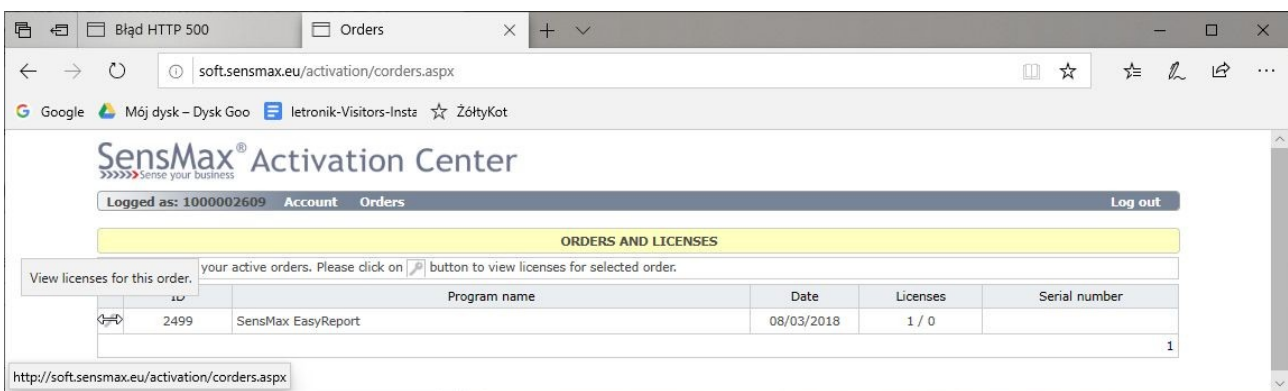 Błąd HTTP 500
Orders
soft.sensmax.eu/activation/corders.aspx
Google Mój dysk – Dysk Goo letronik-Visitors-Insta ŻółtyKot
SensMax® Activation Center
>>>>>Sense your business
Logged as: 1000002609 Account Orders Log out
ORDERS AND LICENSES
View licenses for this order.
your active orders. Please click on button to view licenses for selected order.
ID Program name Date Licenses Serial number
2499 SensMax EasyReport 08/03/2018 1 / 0
1
http://soft.sensmax.eu/activation/corders.aspx